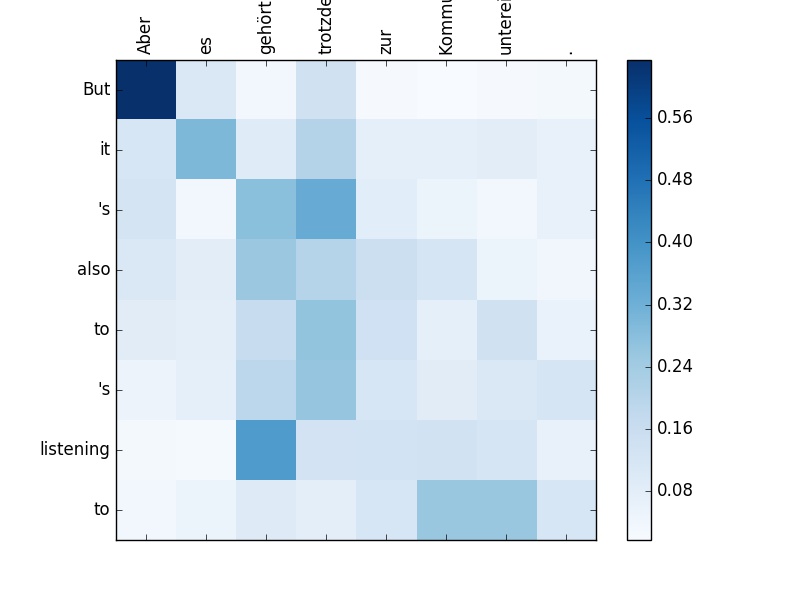 Aber
es
gehört
trotzde
zur
Kommu
unterei
.
But
it
's
also
to
's
listening
to
0.56
0.48
0.40
0.32
0.24
0.16
0.08